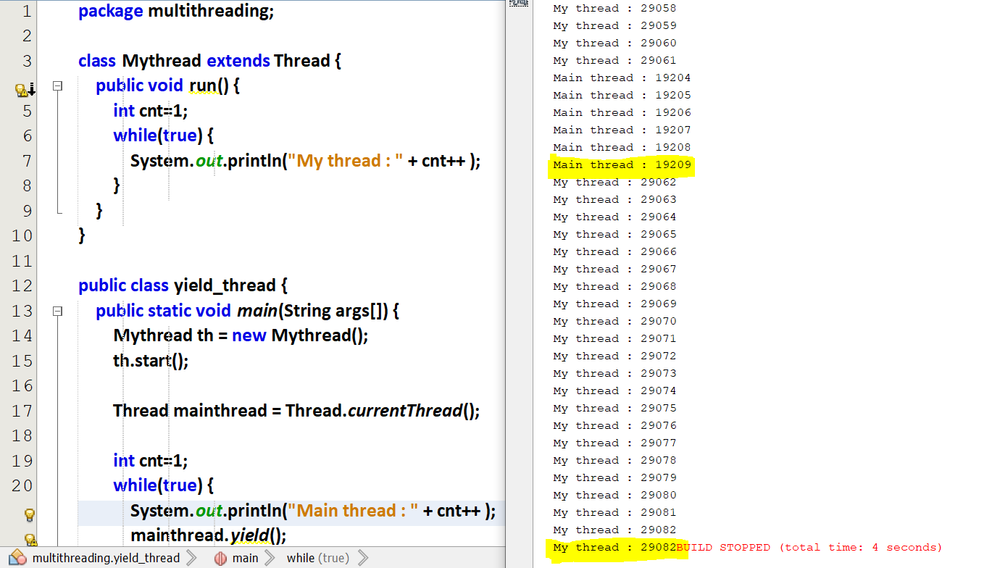 1 package multithreading;
2
3 class Mythread extends Thread {
public void run() {
5 int cnt=1;
6 while(true) {
7 System.out.println("My thread : " + cnt++ );
8 }
9 }
10 }
11
12 public class yield_thread {
13 public static void main(String args[]) {
14 Mythread th = new Mythread();
15 th.start();
16
17 Thread mainthread = Thread.currentThread();
18
19 int cnt=1;
20 while(true) {
System.out.println("Main thread : " + cnt++ );
mainthread.yield();
multithreading.yield_thread main while (true)
My thread : 29058
My thread : 29059
My thread : 29060
My thread : 29061
Main thread : 19204
Main thread : 19205
Main thread : 19206
Main thread : 19207
Main thread : 19208
Main thread : 19209
My thread : 29062
My thread : 29063
My thread : 29064
My thread : 29065
My thread : 29066
My thread : 29067
My thread : 29068
My thread : 29069
My thread : 29070
My thread : 29071
My thread : 29072
My thread : 29073
My thread : 29074
My thread : 29075
My thread : 29076
My thread : 29077
My thread : 29078
My thread : 29079
My thread : 29080
My thread : 29081
My thread : 29082
My thread : 29082BUILD STOPPED (total time: 4 seconds)